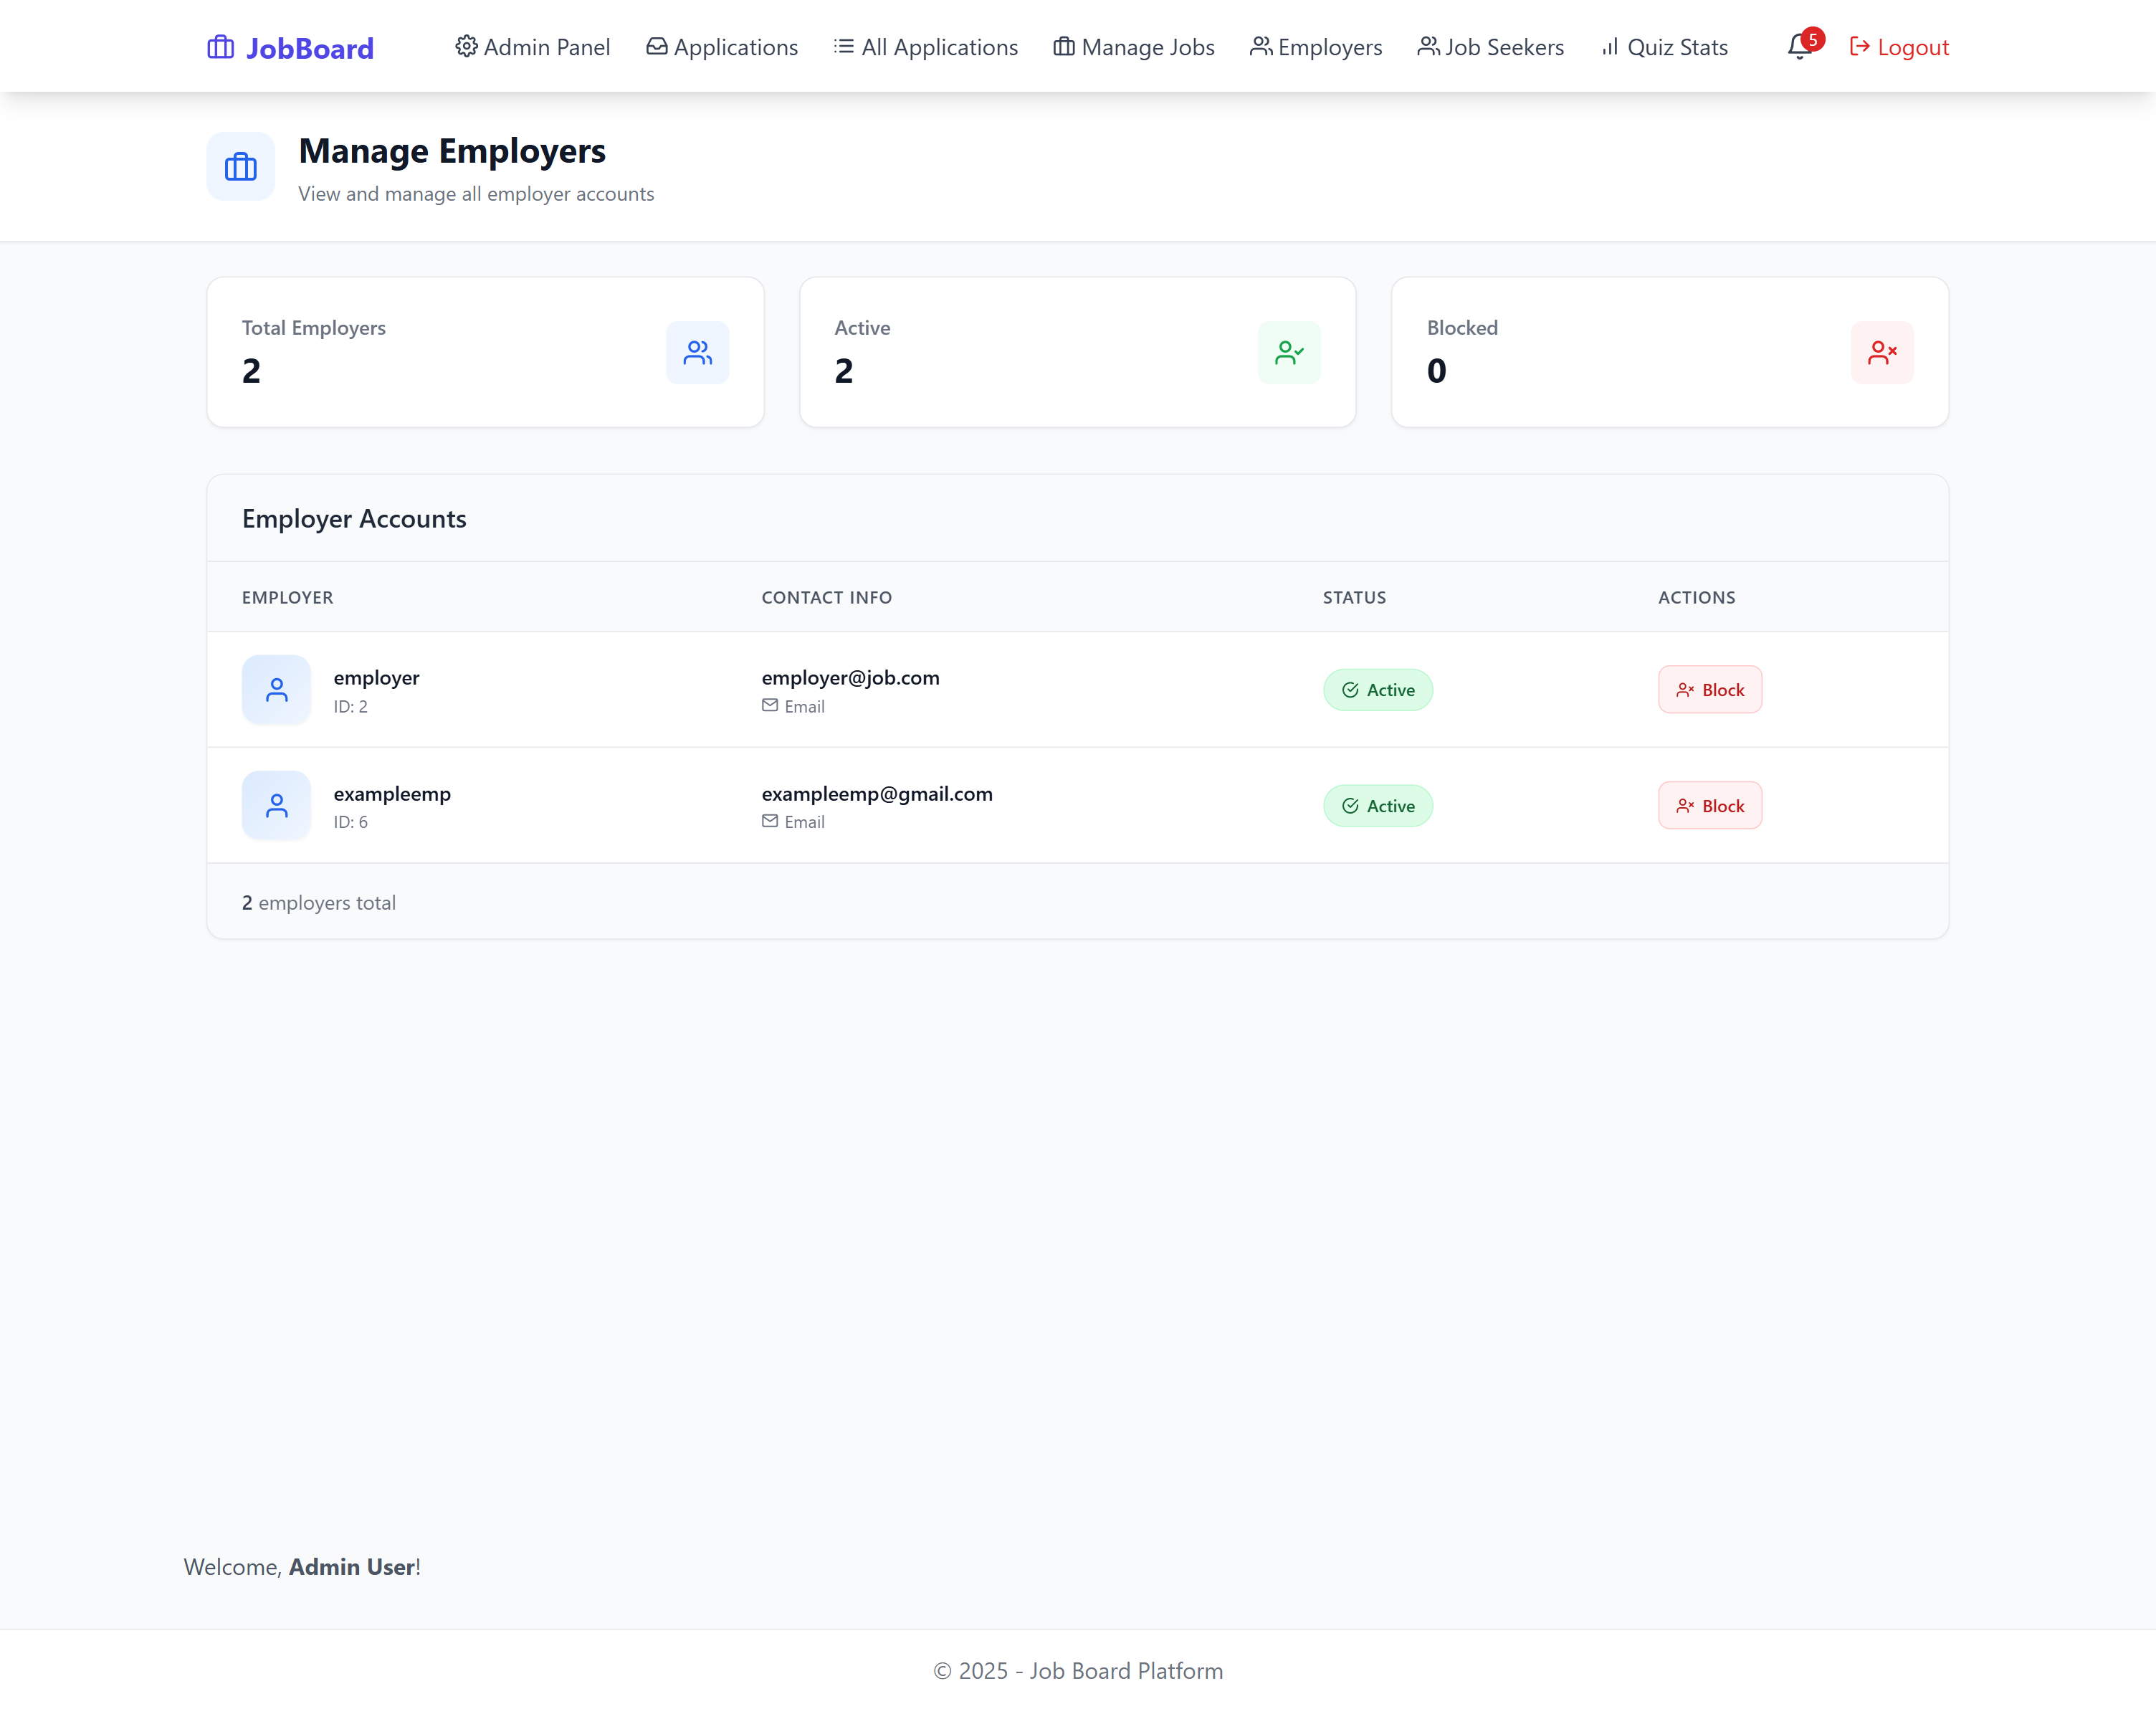 JobBoard
Admin Panel
Applications
All Applications
Manage Jobs
Employers
Job Seekers
Quiz Stats
5
Logout
Manage Employers
View and manage all employer accounts
Total Employers
2
Active
2
Blocked
0
Employer Accounts
EMPLOYER CONTACT INFO STATUS ACTIONS
employer
ID: 2
employer@job.com
Email
Active
Block
exampleemp
ID: 6
exampleemp@gmail.com
Email
Active
Block
2 employers total
Welcome, Admin User!
© 2025 - Job Board Platform